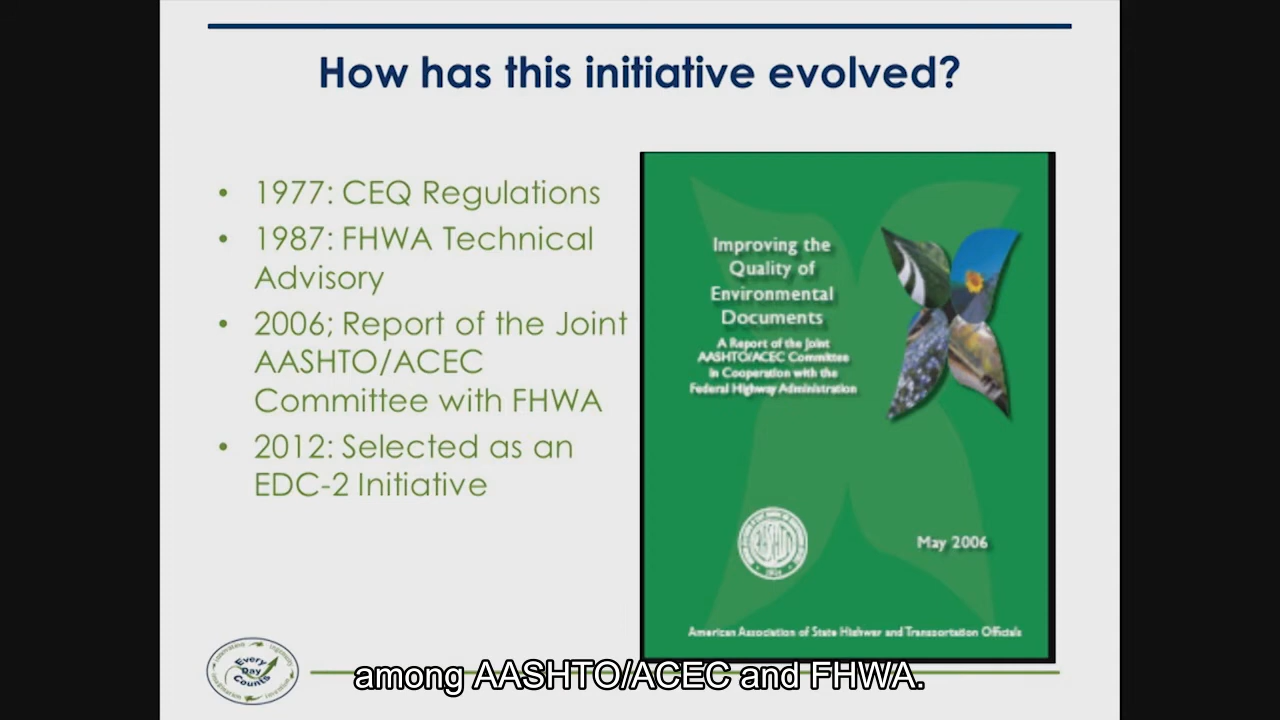 How has this initiative evolved?
• 1977: CEQ Regulations
• 1987: FHWA Technical
Advisory
• 2006; Report of the Joint
AASHTO/ACEC
Committee with FHWA
• 2012: Selected as an
EDC-2 Initiative
Improving the
Quality of
Environmental
Documents
A Report of the Joint
AASHTO/ACEC Committee
in Cooperation with the
Federal Highway Administration
AASHTO
1914
May 2006
American Association of State Highway and Transportation Officials
Every
Day
Counts
among AASHTO/ACEC and FHWA.